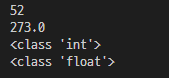 52
273.0
<class 'int'>
<class 'float'>